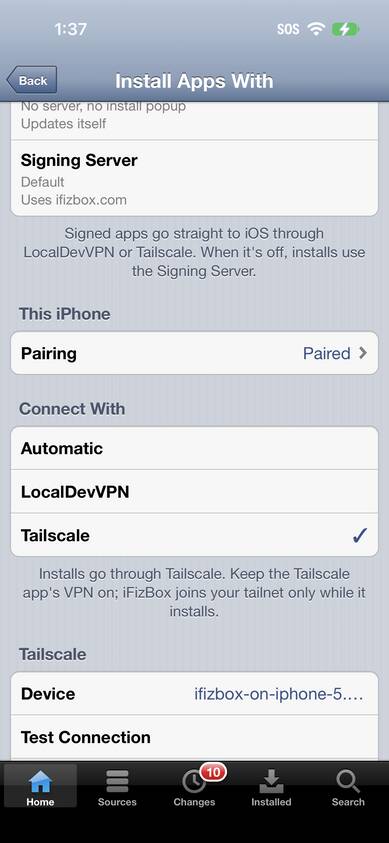 1:37
SOS
Back
Install Apps With
No server, no install popup
Updates itself
Signing Server
Default
Uses ifizbox.com
Signed apps go straight to iOS through
LocalDevVPN or Tailscale. When it's off, installs use
the Signing Server.
This iPhone
Pairing
Paired
Connect With
Automatic
LocalDevVPN
Tailscale
Installs go through Tailscale. Keep the Tailscale
app's VPN on; iFizBox joins your tailnet only while it
installs.
Tailscale
Device
ifizbox-on-iphone-5....
Test Connection
10
Home
Sources
Changes
Installed
Search